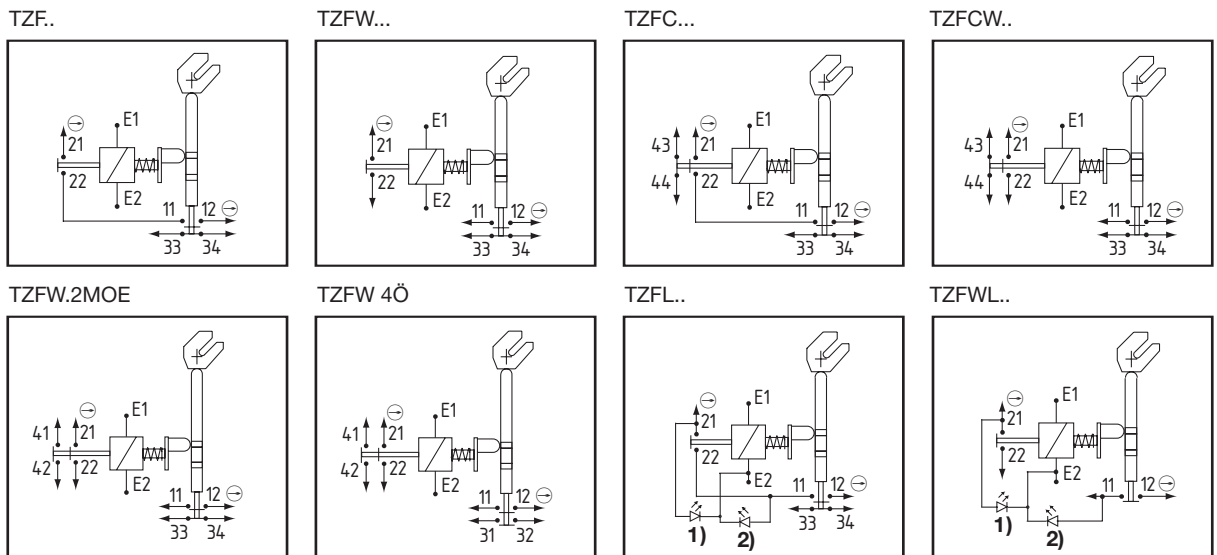 TZF.. TZFW... TZFC... TZFCW..
E1
21
22
E2
11 12
33 34
E1
21
22
E2
11 12
33 34
E1
43 21
44 22
E2
11 12
33 34
E1
43 21
44 22
E2
11 12
33 34
TZFW.2MOE TZFW 4Ö TZFL.. TZFWL..
E1
41 21
42 22
E2
11 12
33 34
E1
41 21
42 22
E2
11 12
31 32
E1
21
22
E2
11 12
33 34
1) 2)
E1
21
22
E2
11 12
1) 2)